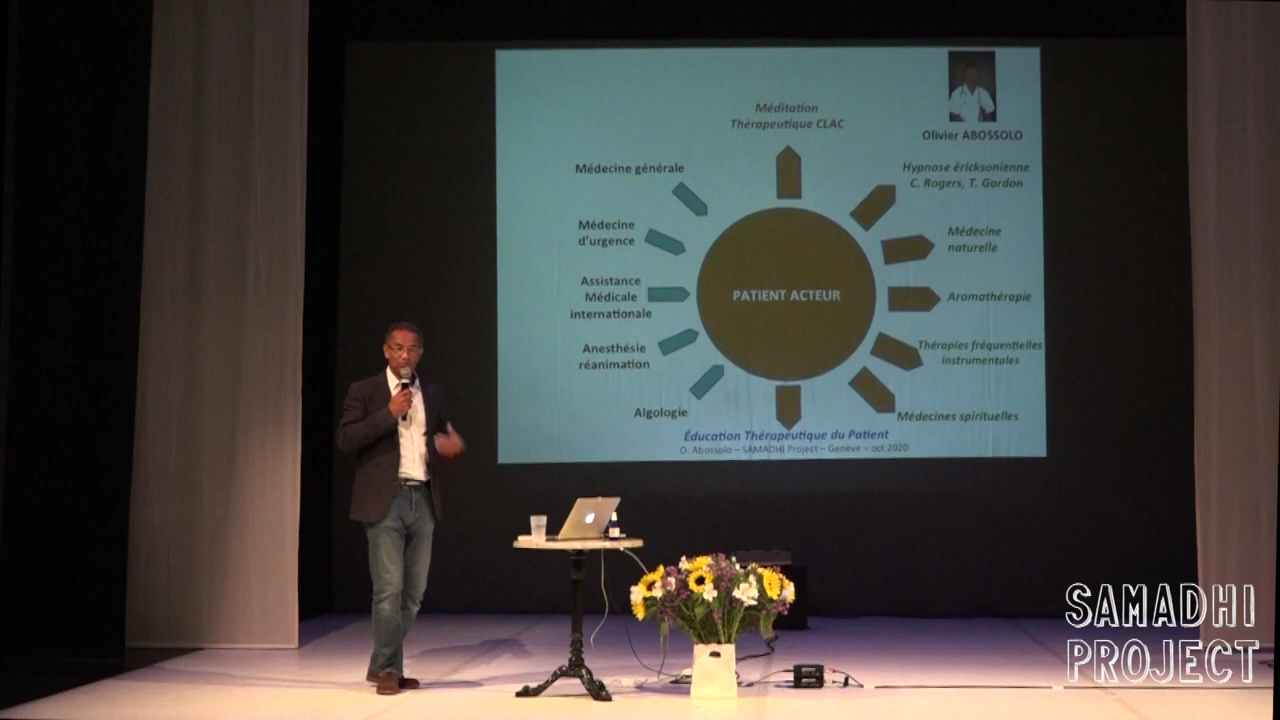 Méditation
Thérapeutique CLAC
Olivier ABOSSOLO
Médecine générale
Hypnose éricksonienne
C. Rogers, T. Gordon
Médecine
d'urgence
Médecine
naturelle
Assistance
Médicale
internationale
PATIENT ACTEUR
Aromathérapie
Anesthésie
réanimation
Thérapies fréquentielles
instrumentales
Algologie
Médecines spirituelles
Éducation Thérapeutique du Patient
O. Abossolo – SAMADHI Project – Genève – oct 2020
SAMADHI
PROJECT